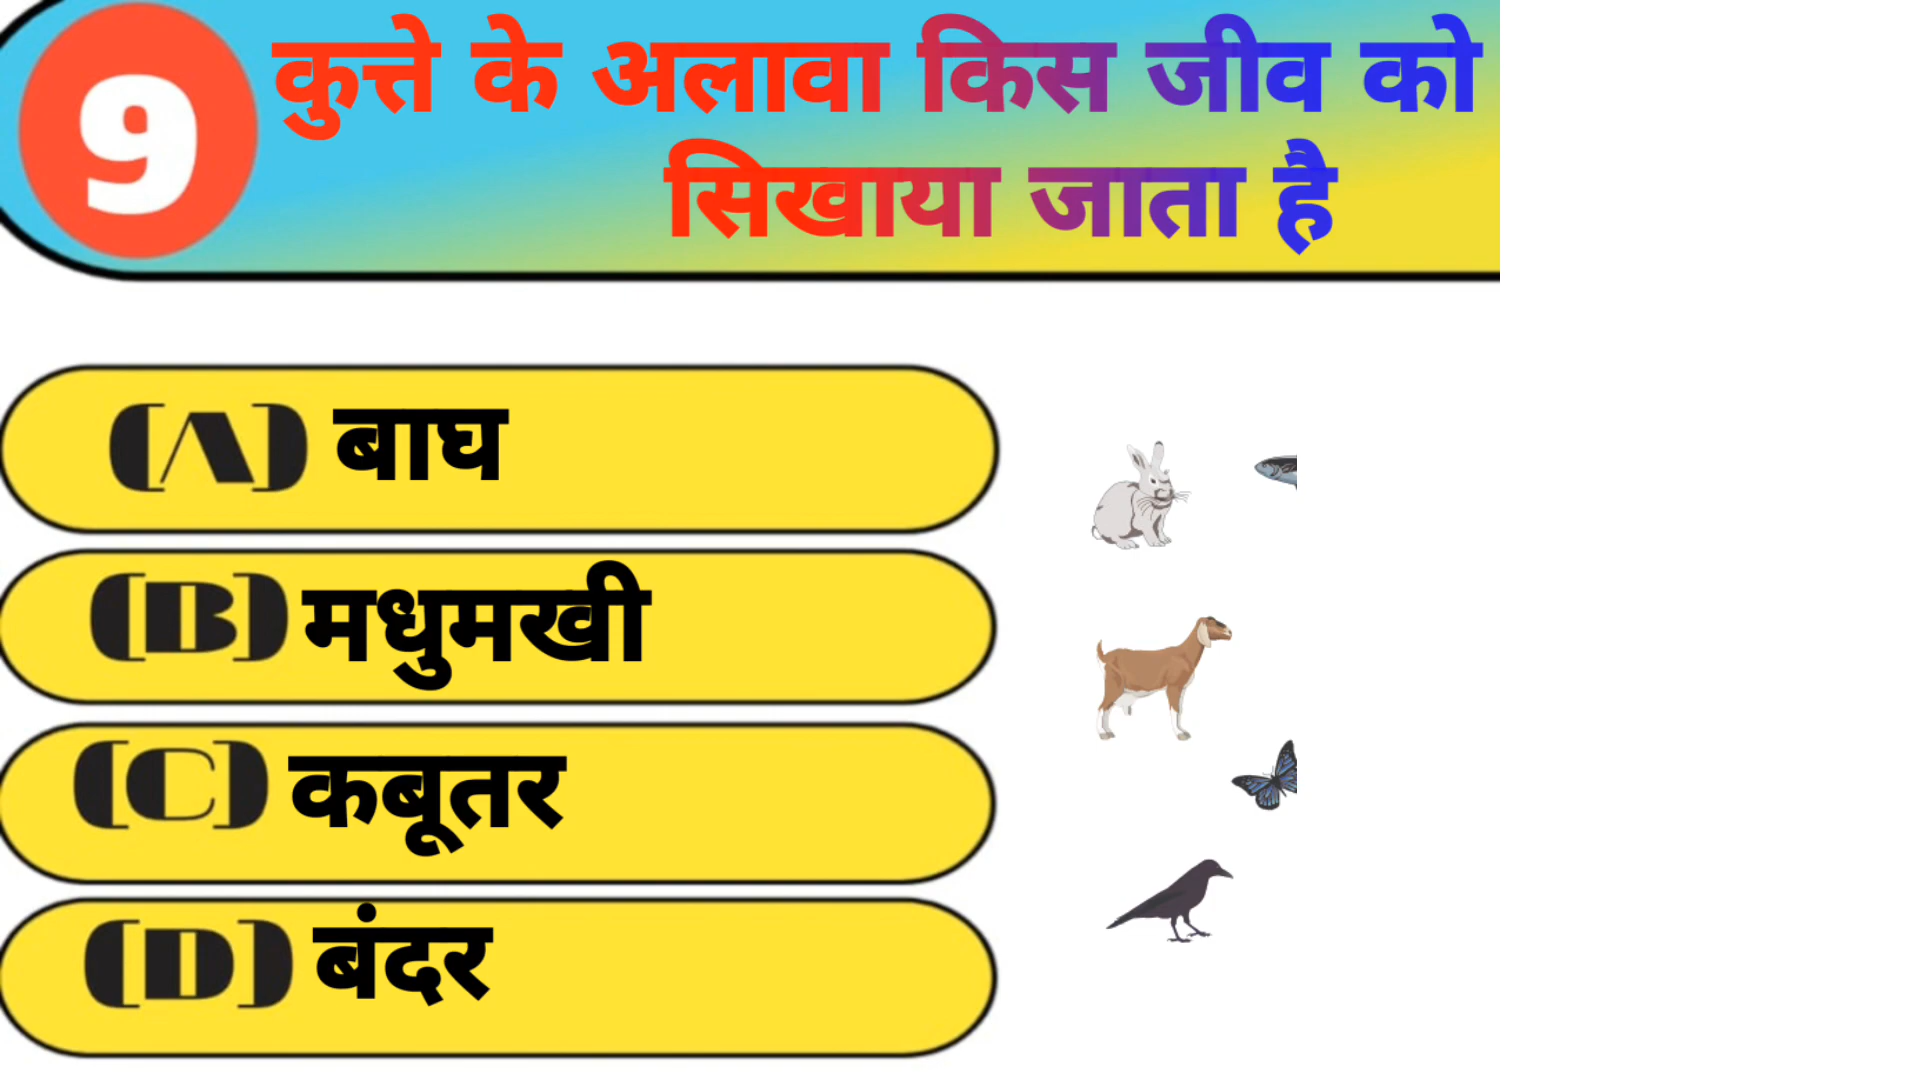 9
कुत्ते के अलावा किस जीव को
सिखाया जाता है
(A) बाघ
(B) मधुमखी
(C) कबूतर
(D) बंदर